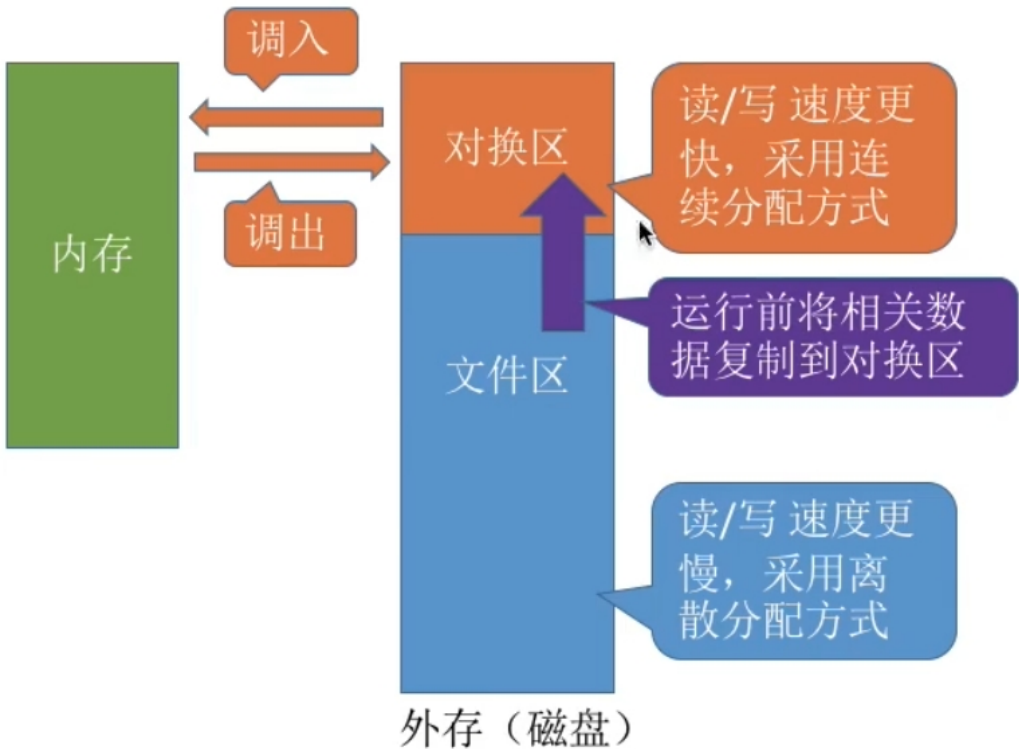 调入
内存
调出
对换区
读/写 速度更
快，采用连
续分配方式
运行前将相关数
据复制到对换区
文件区
读/写 速度更
慢，采用离
散分配方式
外存（磁盘）